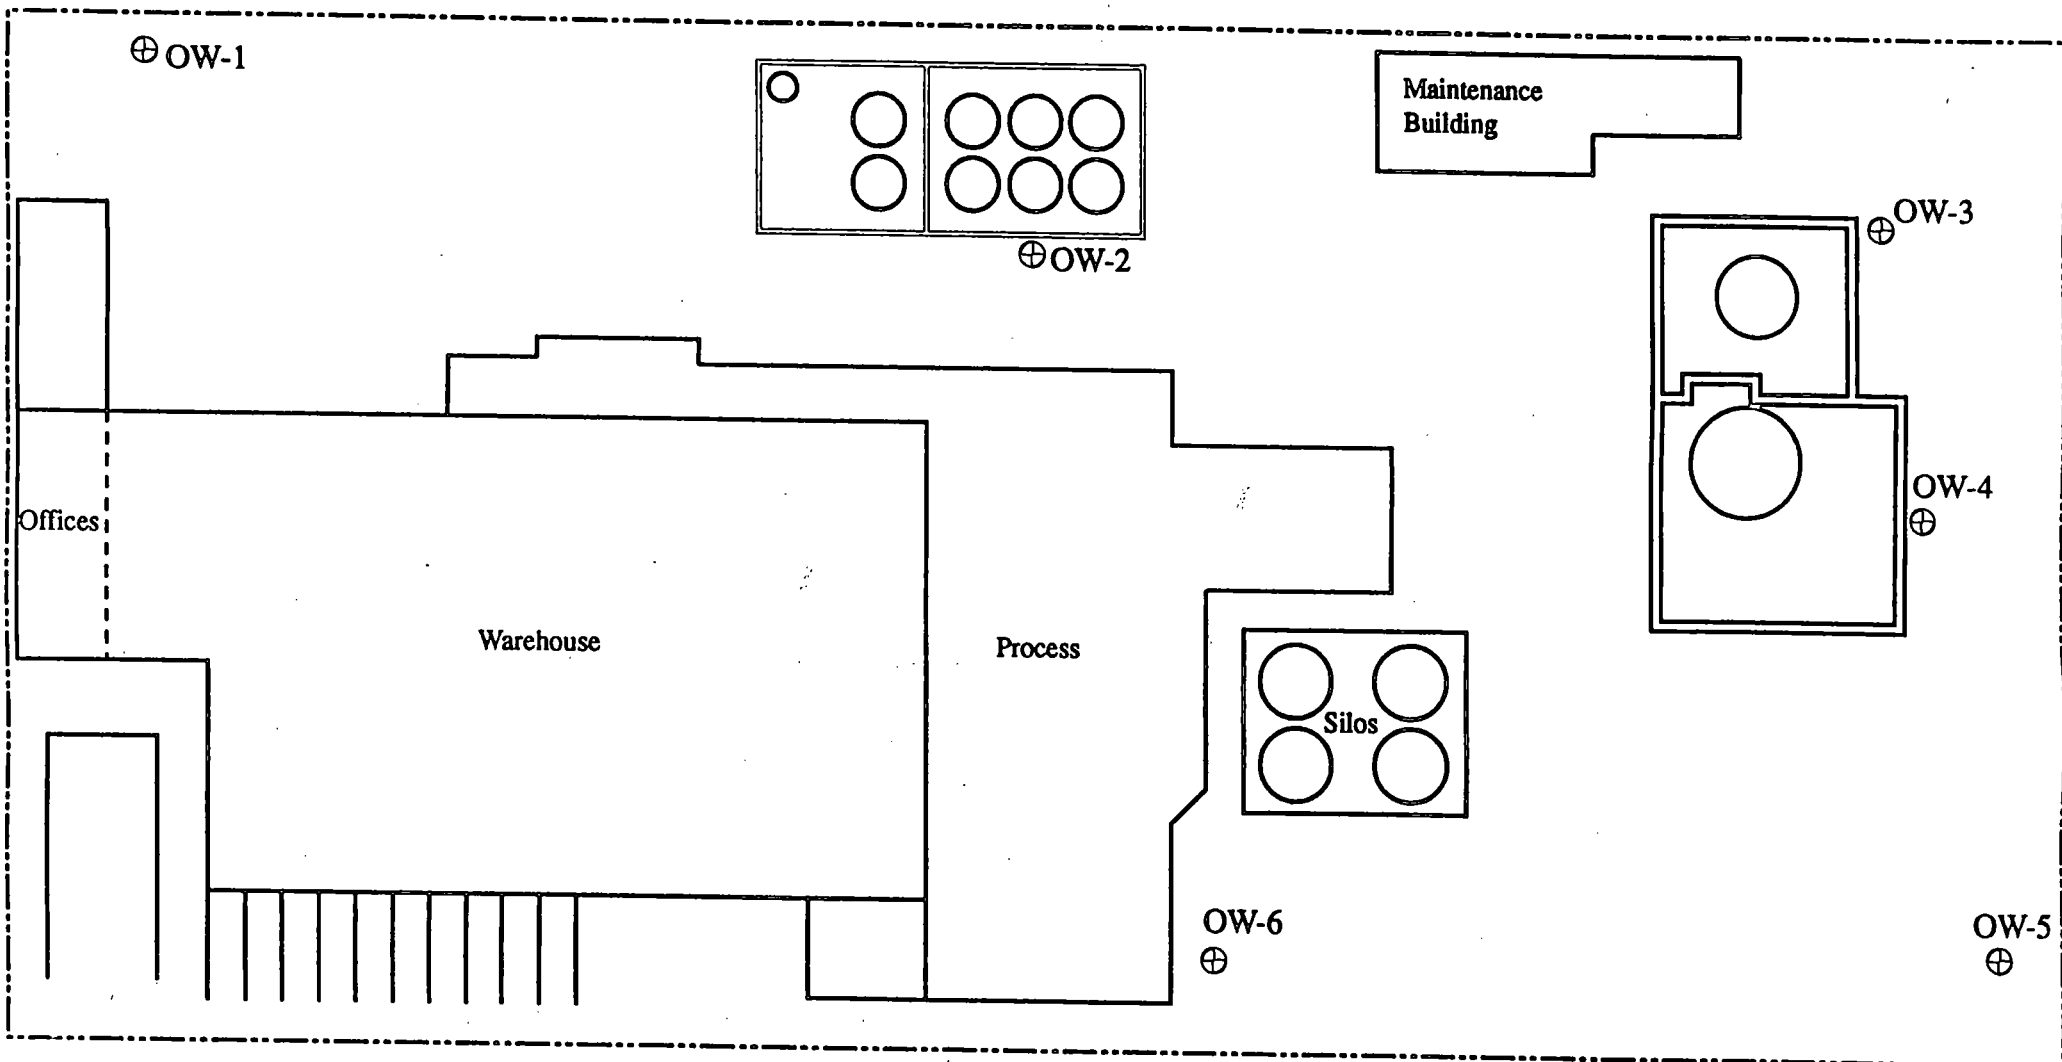 OW-1
Maintenance
Building
OW-3
OW-2
OW-4
Offices
Warehouse
Process
Silos
OW-6
OW-5